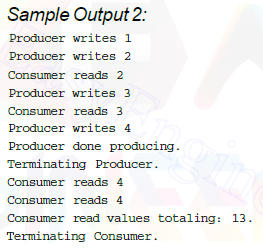 Sample Output 2:
Producer writes 1
Producer writes 2
Consumer reads 2
Producer writes 3
Consumer reads 3
Producer writes 4
Producer done producing.
Terminating Producer.
Consumer reads 4
Consumer reads 4
Consumer read values totaling: 13.
Terminating Consumer.